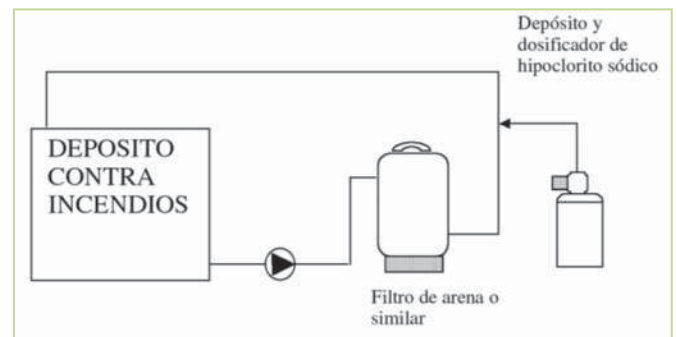 Depósito y
dosificador de
hipoclorito sódico
DEPOSITO
CONTRA
INCENDIOS
Filtro de arena o
similar